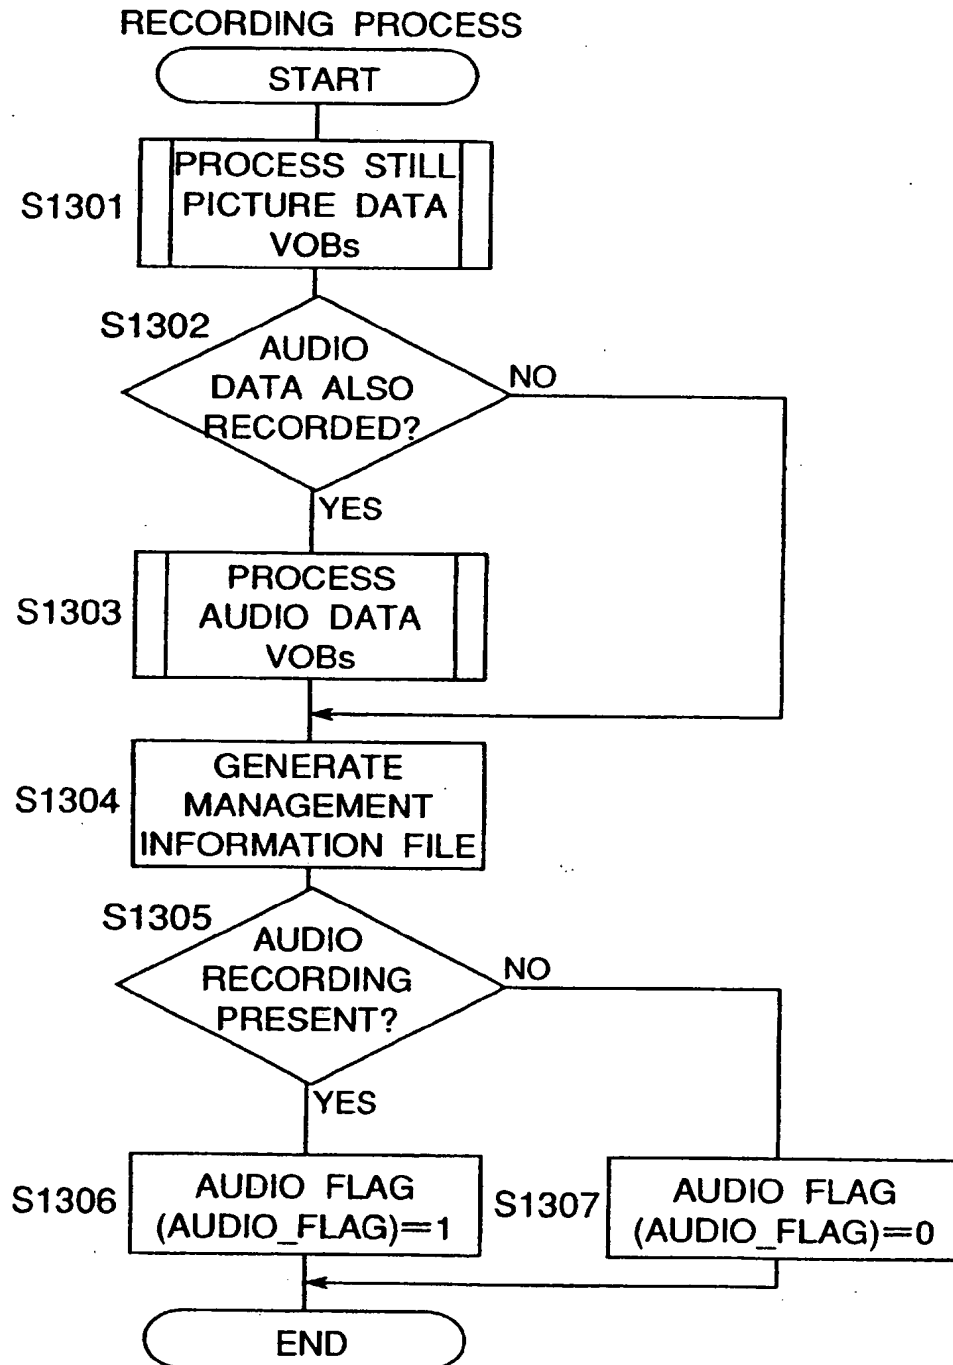 RECORDING PROCESS
START
S1301
PROCESS STILL
PICTURE DATA
VOBs
S1302
AUDIO
DATA ALSO
RECORDED?
NO
YES
S1303
PROCESS
AUDIO DATA
VOBs
S1304
GENERATE
MANAGEMENT
INFORMATION FILE
S1305
AUDIO
RECORDING
PRESENT?
NO
YES
S1306
AUDIO FLAG
(AUDIO_FLAG)=1
S1307
AUDIO FLAG
(AUDIO_FLAG)=0
END